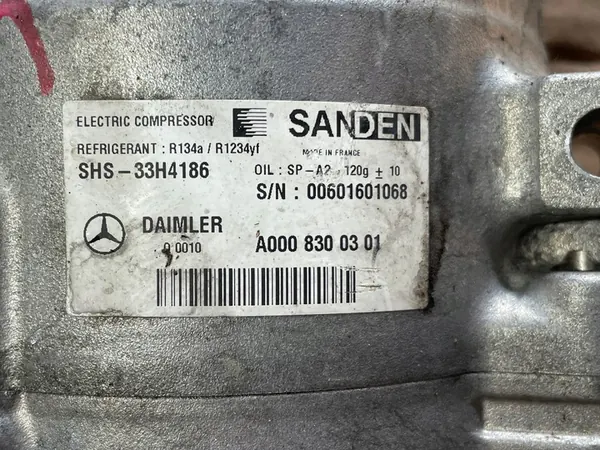 ELECTRIC COMPRESSOR SANDEN
REFRIGERANT : R134a / R1234yf MADE IN FRANCE
SHS-33H4186 OIL : SP-A2 120g ± 10
S/N : 00601601068
DAIMLER
Q 0010 A000 830 03 01